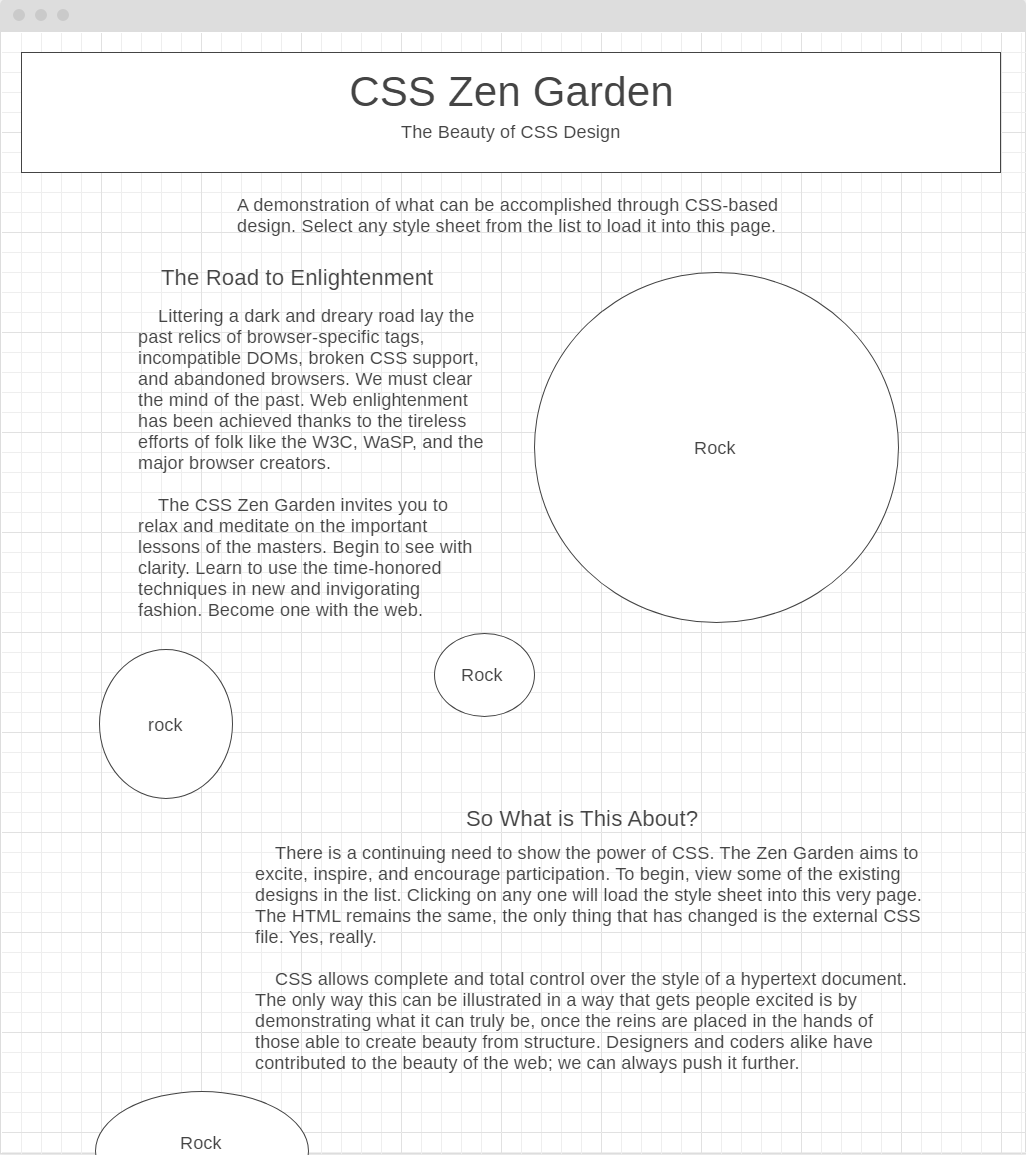 CSS Zen Garden
The Beauty of CSS Design
A demonstration of what can be accomplished through CSS-based
design. Select any style sheet from the list to load it into this page.
The Road to Enlightenment
Littering a dark and dreary road lay the
past relics of browser-specific tags,
incompatible DOMs, broken CSS support,
and abandoned browsers. We must clear
the mind of the past. Web enlightenment
has been achieved thanks to the tireless
efforts of folk like the W3C, WaSP, and the
major browser creators.
The CSS Zen Garden invites you to
relax and meditate on the important
lessons of the masters. Begin to see with
clarity. Learn to use the time-honored
techniques in new and invigorating
fashion. Become one with the web.
Rock
Rock
rock
So What is This About?
There is a continuing need to show the power of CSS. The Zen Garden aims to
excite, inspire, and encourage participation. To begin, view some of the existing
designs in the list. Clicking on any one will load the style sheet into this very page.
The HTML remains the same, the only thing that has changed is the external CSS
file. Yes, really.
CSS allows complete and total control over the style of a hypertext document.
The only way this can be illustrated in a way that gets people excited is by
demonstrating what it can truly be, once the reins are placed in the hands of
those able to create beauty from structure. Designers and coders alike have
contributed to the beauty of the web; we can always push it further.
Rock